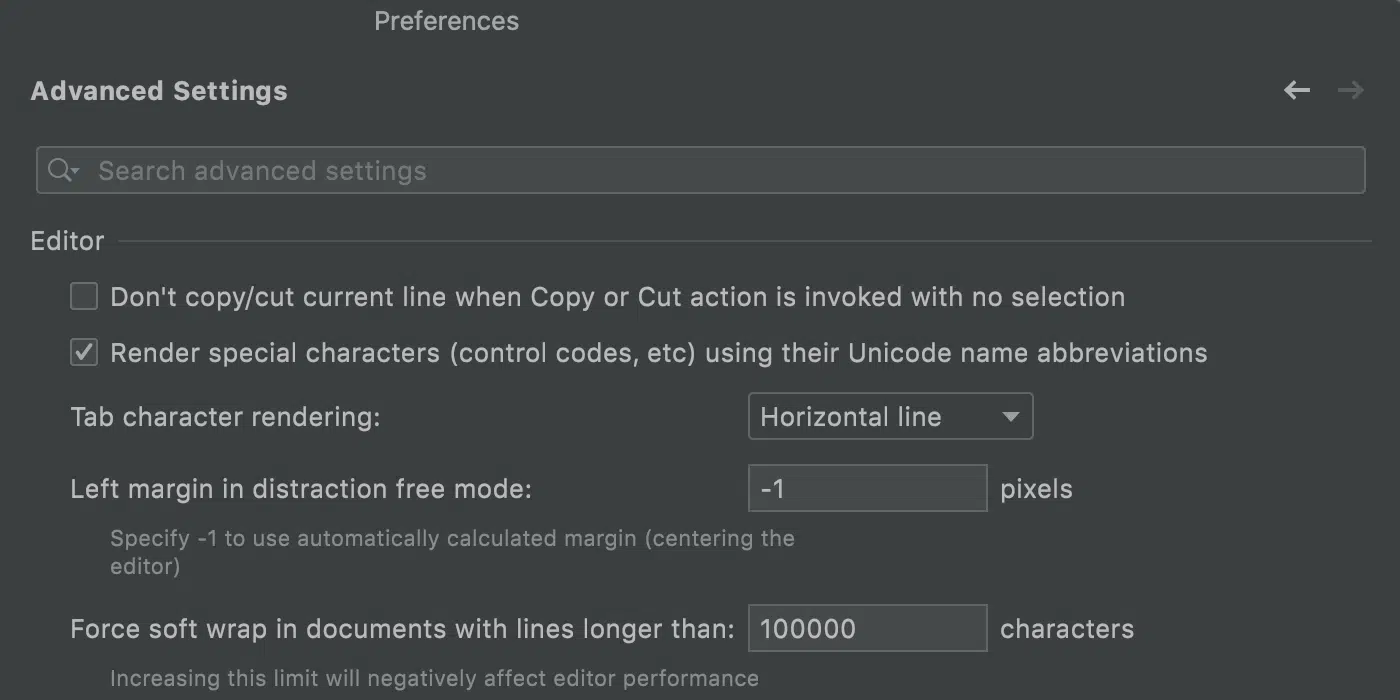 Preferences
Advanced Settings
Search advanced settings
Editor
Don't copy/cut current line when Copy or Cut action is invoked with no selection
Render special characters (control codes, etc) using their Unicode name abbreviations
Tab character rendering: Horizontal line
Left margin in distraction free mode: -1 pixels
Specify -1 to use automatically calculated margin (centering the
editor)
Force soft wrap in documents with lines longer than: 100000 characters
Increasing this limit will negatively affect editor performance